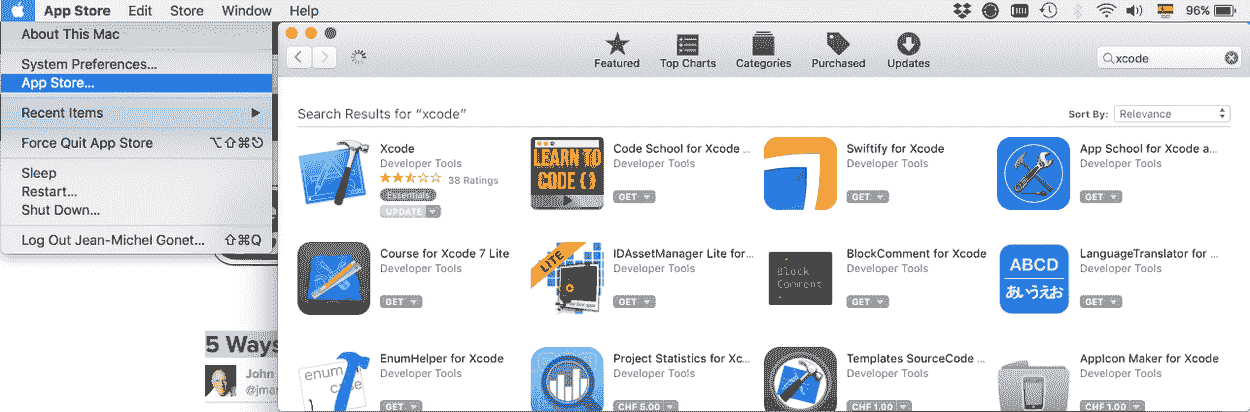 App Store Edit Store Window Help 96%
About This Mac
System Preferences...
App Store...
Recent Items
Force Quit App Store ⌥⇧⌘⎋
Sleep
Restart...
Shut Down...
Log Out Jean-Michel Gonet... ⇧⌘Q
5 Ways
John
@jma
Featured Top Charts Categories Purchased Updates
xcode
Search Results for “xcode”
Sort By: Relevance
Xcode
Developer Tools
38 Ratings
Essentials
UPDATE
LEARN TO
CODE { }
Code School for Xcode ...
Developer Tools
GET
Swiftify for Xcode
Developer Tools
GET
App School for Xcode a...
Developer Tools
GET
Course for Xcode 7 Lite
Developer Tools
GET
LITE
IDAssetManager Lite for...
Developer Tools
GET
Block
Comment
BlockComment for Xcode
Developer Tools
GET
ABCD
あいうえお
LanguageTranslator for ...
Developer Tools
GET
enum
case
EnumHelper for Xcode
Developer Tools
GET
Project Statistics for Xc...
Developer Tools
CHF 5.00
Templates SourceCode ...
Developer Tools
CHF 1.00
AppIcon Maker for Xcode
Developer Tools
CHF 1.00